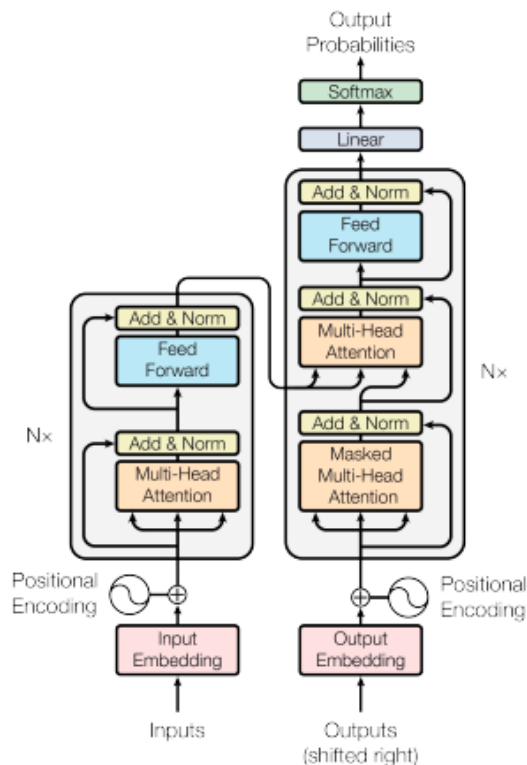 Output
Probabilities
Softmax
Linear
Add & Norm
Feed
Forward
Add & Norm
Multi-Head
Attention
Add & Norm
Masked
Multi-Head
Attention
N×
Positional
Encoding
Output
Embedding
Outputs
(shifted right)
Add & Norm
Feed
Forward
Add & Norm
Multi-Head
Attention
N×
Positional
Encoding
Input
Embedding
Inputs